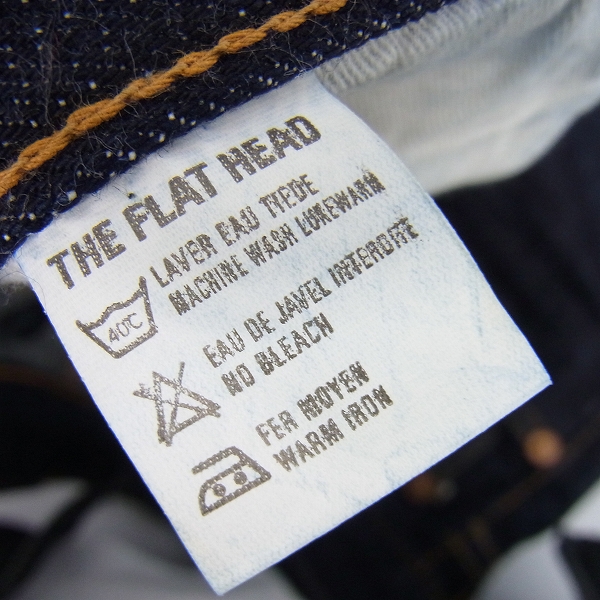 THE FLAT HEAD
LAVER EAU TIEDE
MACHINE WASH LUKEWARM
40°C
EAU DE JAVEL INTERDITE
NO BLEACH
FER MOYEN
WARM IRON